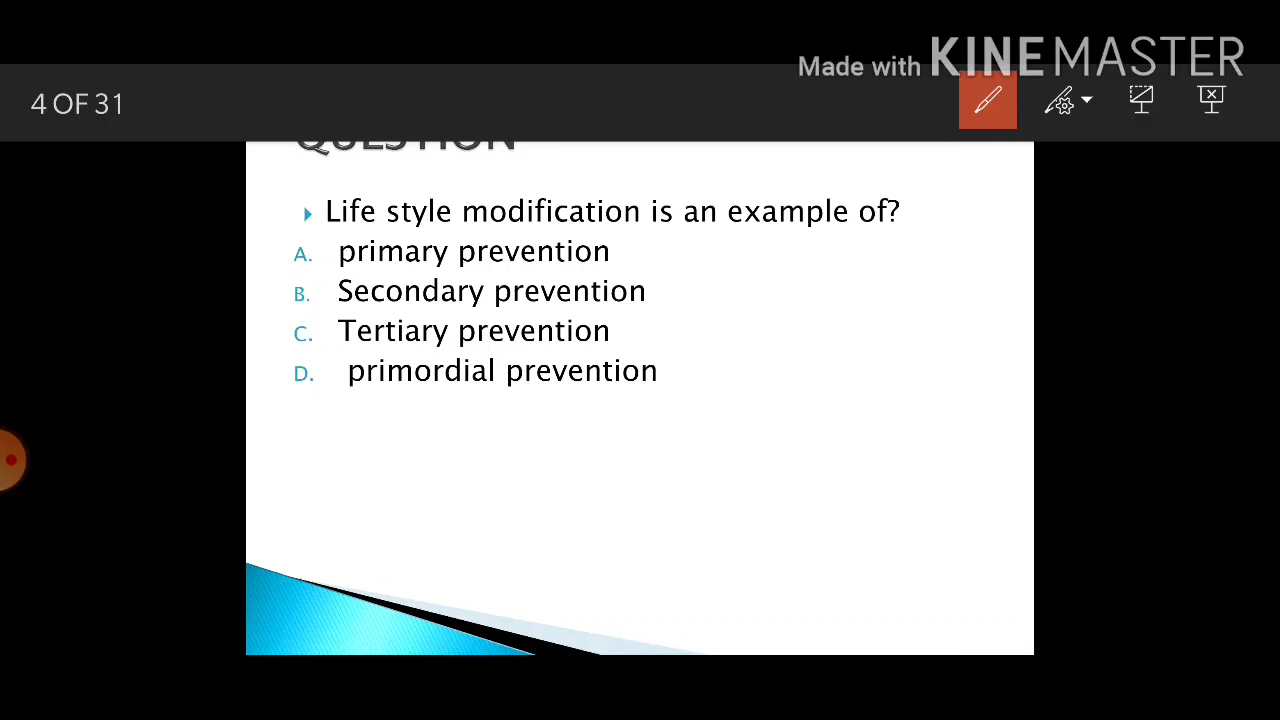 Made with KINEMASTER
4 OF 31
QUESTION
Life style modification is an example of?
A. primary prevention
B. Secondary prevention
C. Tertiary prevention
D. primordial prevention